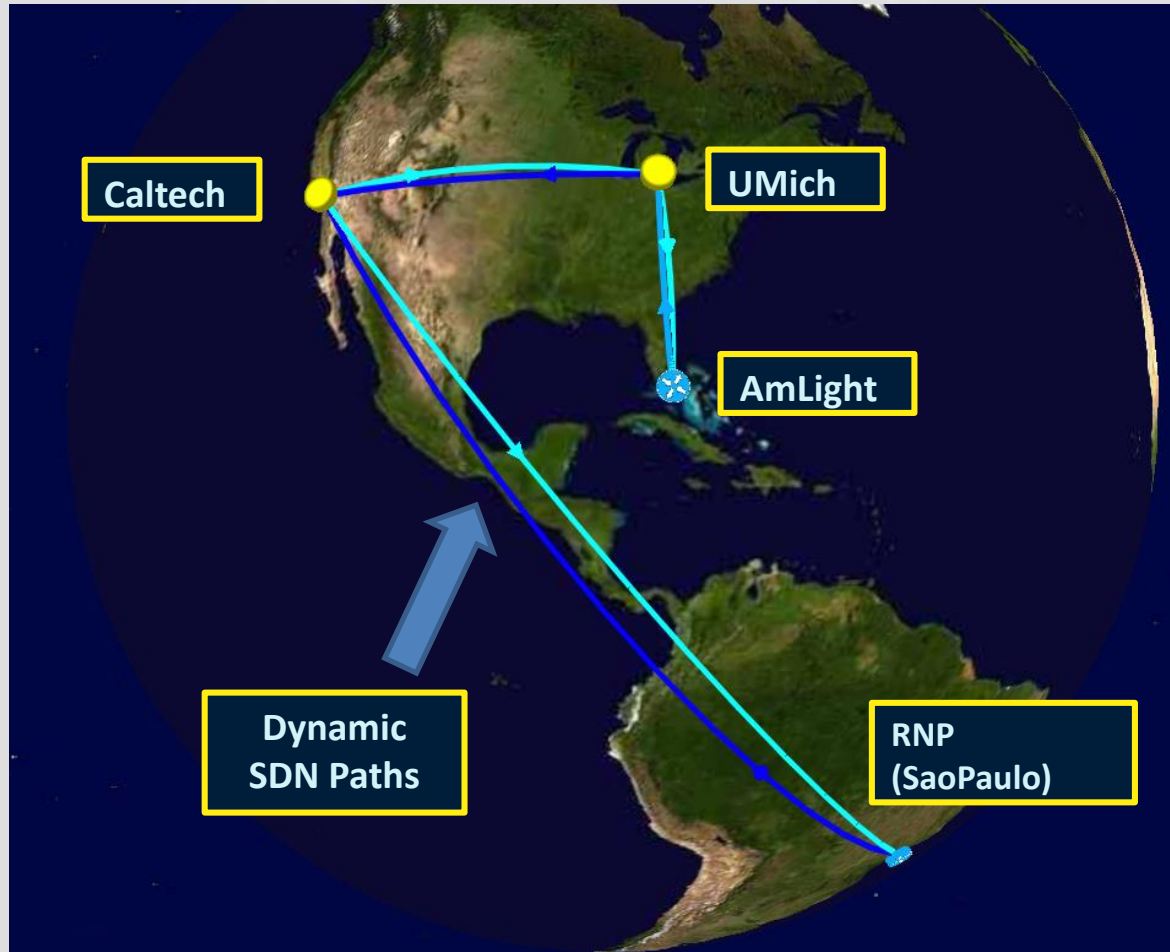 Caltech
UMich
AmLight
Dynamic
SDN Paths
RNP
(SaoPaulo)